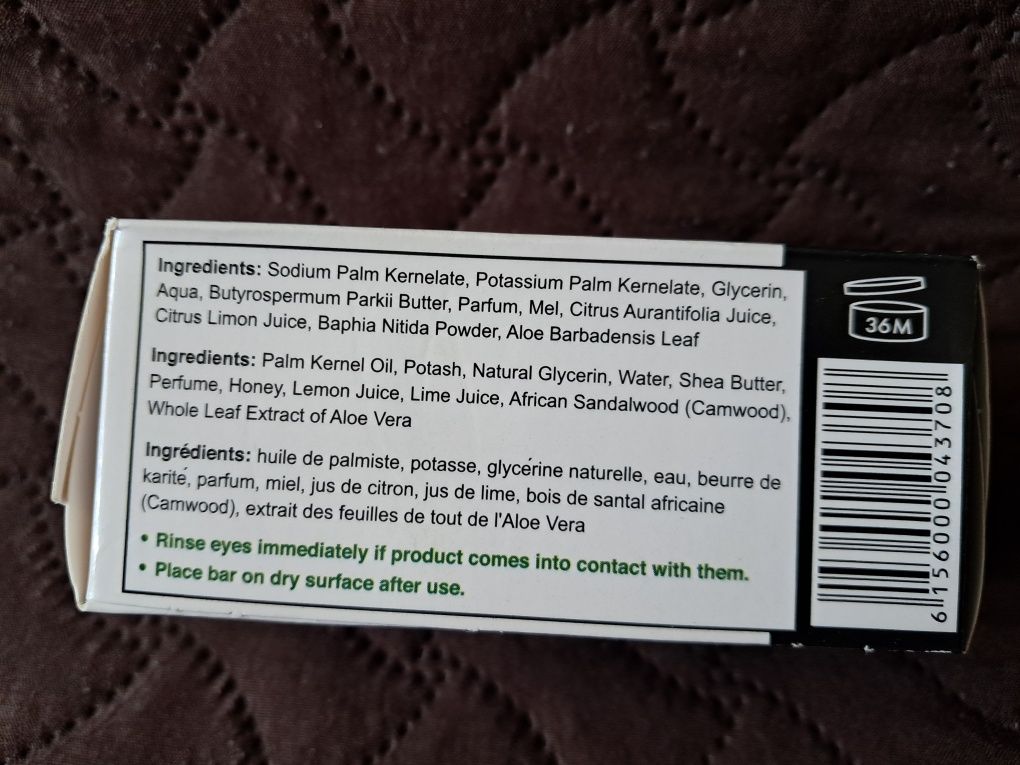 Ingredients: Sodium Palm Kernelate, Potassium Palm Kernelate, Glycerin,
Aqua, Butyrospermum Parkii Butter, Parfum, Mel, Citrus Aurantifolia Juice,
Citrus Limon Juice, Baphia Nitida Powder, Aloe Barbadensis Leaf
Ingredients: Palm Kernel Oil, Potash, Natural Glycerin, Water, Shea Butter,
Perfume, Honey, Lemon Juice, Lime Juice, African Sandalwood (Camwood),
Whole Leaf Extract of Aloe Vera
Ingrédients: huile de palmiste, potasse, glycérine naturelle, eau, beurre de
karité, parfum, miel, jus de citron, jus de lime, bois de santal africaine
(Camwood), extrait des feuilles de tout de l'Aloe Vera
• Rinse eyes immediately if product comes into contact with them.
• Place bar on dry surface after use.
36M
6 156000 043708